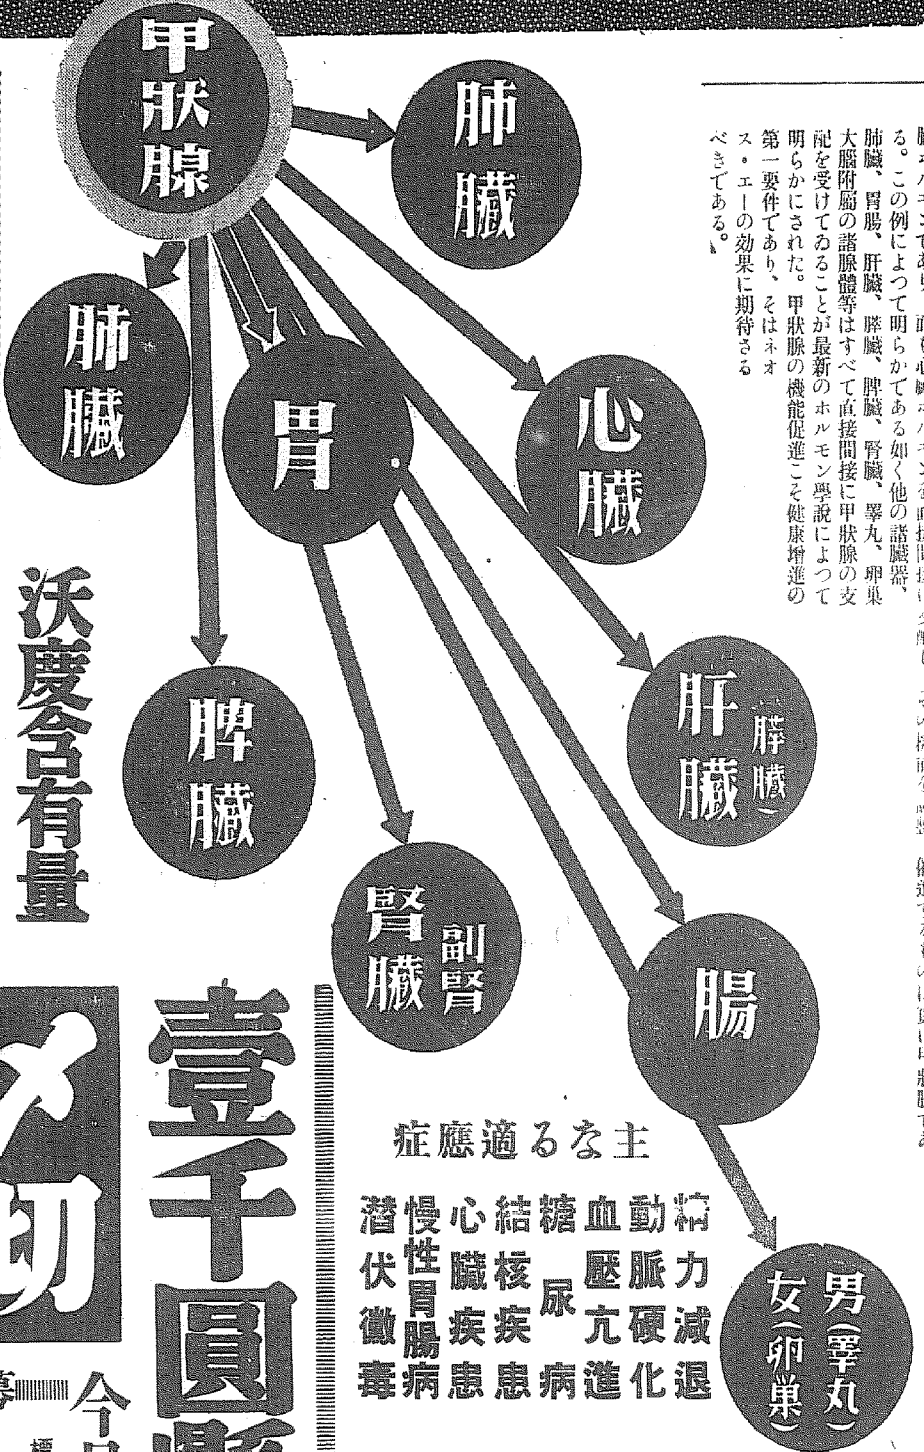 る。この例によつて明らかである如く他の諸臟器、
肺臟、胃腸、肝臟、膵臟、脾臟、腎臟、睾丸、卵巢
大腦附屬の諸腺體等はすべて直接間接に甲狀腺の支
配を受けてゐることが最新のホルモン學說によつて
明らかにされた。甲狀腺の機能促進こそ健康增進の
第一要件であり、そはネオ
ス・エーの効果に期待さる
べきである。
甲狀腺
肺臟
肺臟
胃
心臟
脾臟
肝臟
(膵臟)
腎臟
副腎
腸
男(睾丸)
女(卵巢)
主なる適應症
精力減退
動脈硬化
血壓亢進
糖尿病
結核疾患
心臟疾患
慢性胃腸病
潛伏黴毒
沃度含有量
壹千圓懸
〆切
今